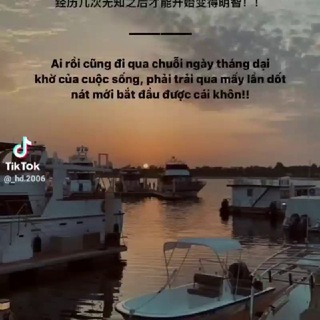 经历几次无知之后才能开始变得明智！！
Ai rồi cũng đi qua chuỗi ngày tháng dại
khờ của cuộc sống, phải trải qua mấy lần dốt
nát mới bắt đầu được cái khôn!!
TikTok
@_hd.2006